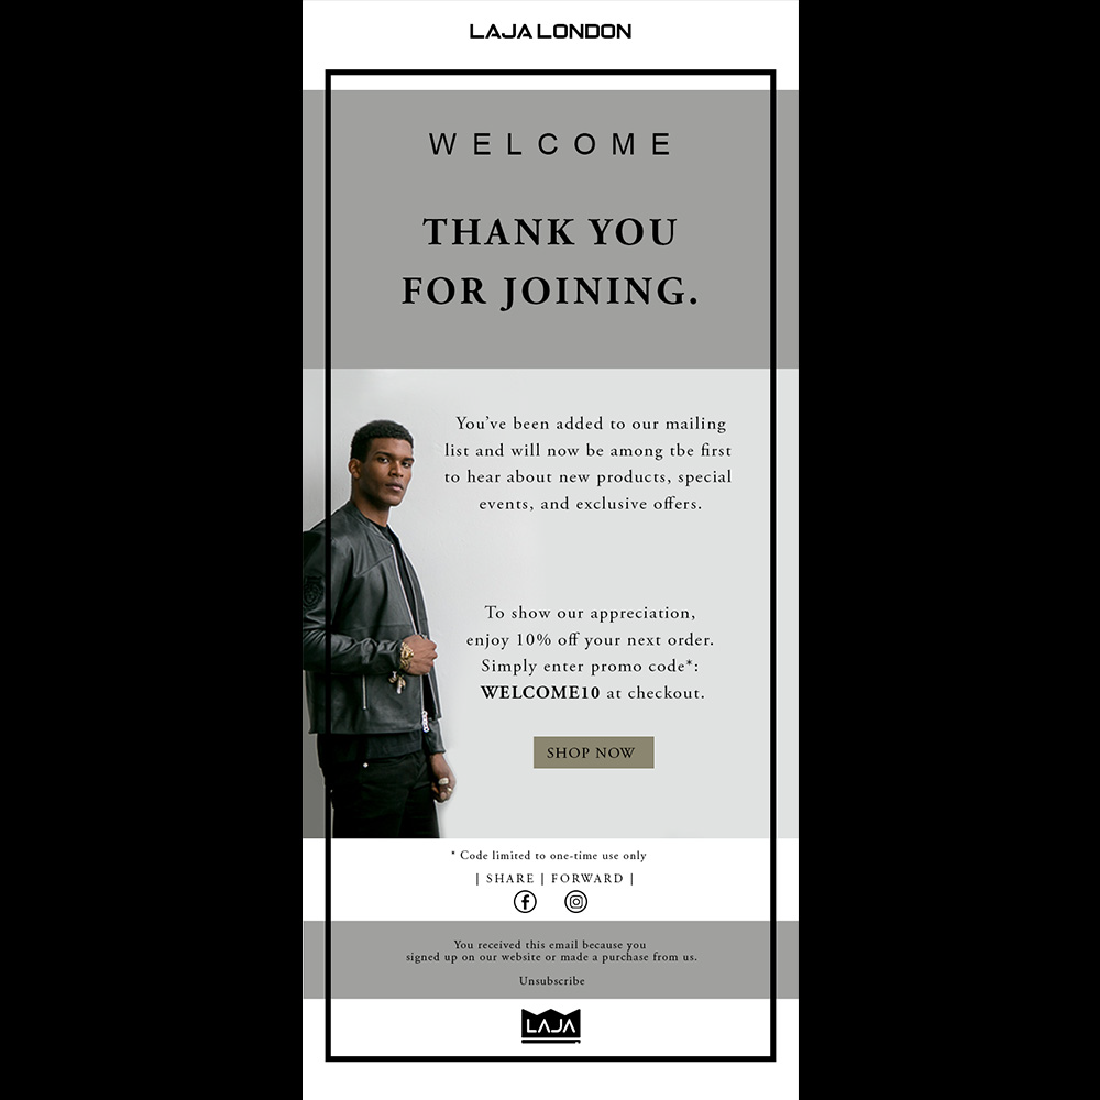 LAJA LONDON
WELCOME
THANK YOU
FOR JOINING.
You've been added to our mailing
list and will now be among tbe first
to hear about new products, special
events, and exclusive offers.
To show our appreciation,
enjoy 10% off your next order.
Simply enter promo code*:
WELCOME10 at checkout.
SHOP NOW
* Code limited to one-time use only
| SHARE | FORWARD |
You received this email because you
signed up on our website or made a purchase from us.
Unsubscribe
LAJA